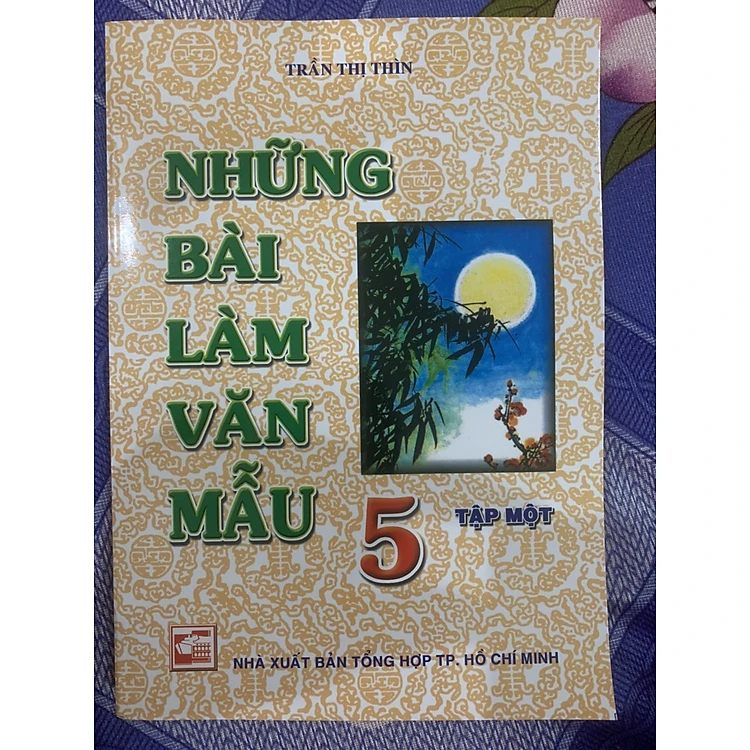 TRẦN THỊ THÌN
NHỮNG
BÀI
LÀM
VĂN
MẪU
5
TẬP MỘT
NHÀ XUẤT BẢN TỔNG HỢP TP. HỒ CHÍ MINH